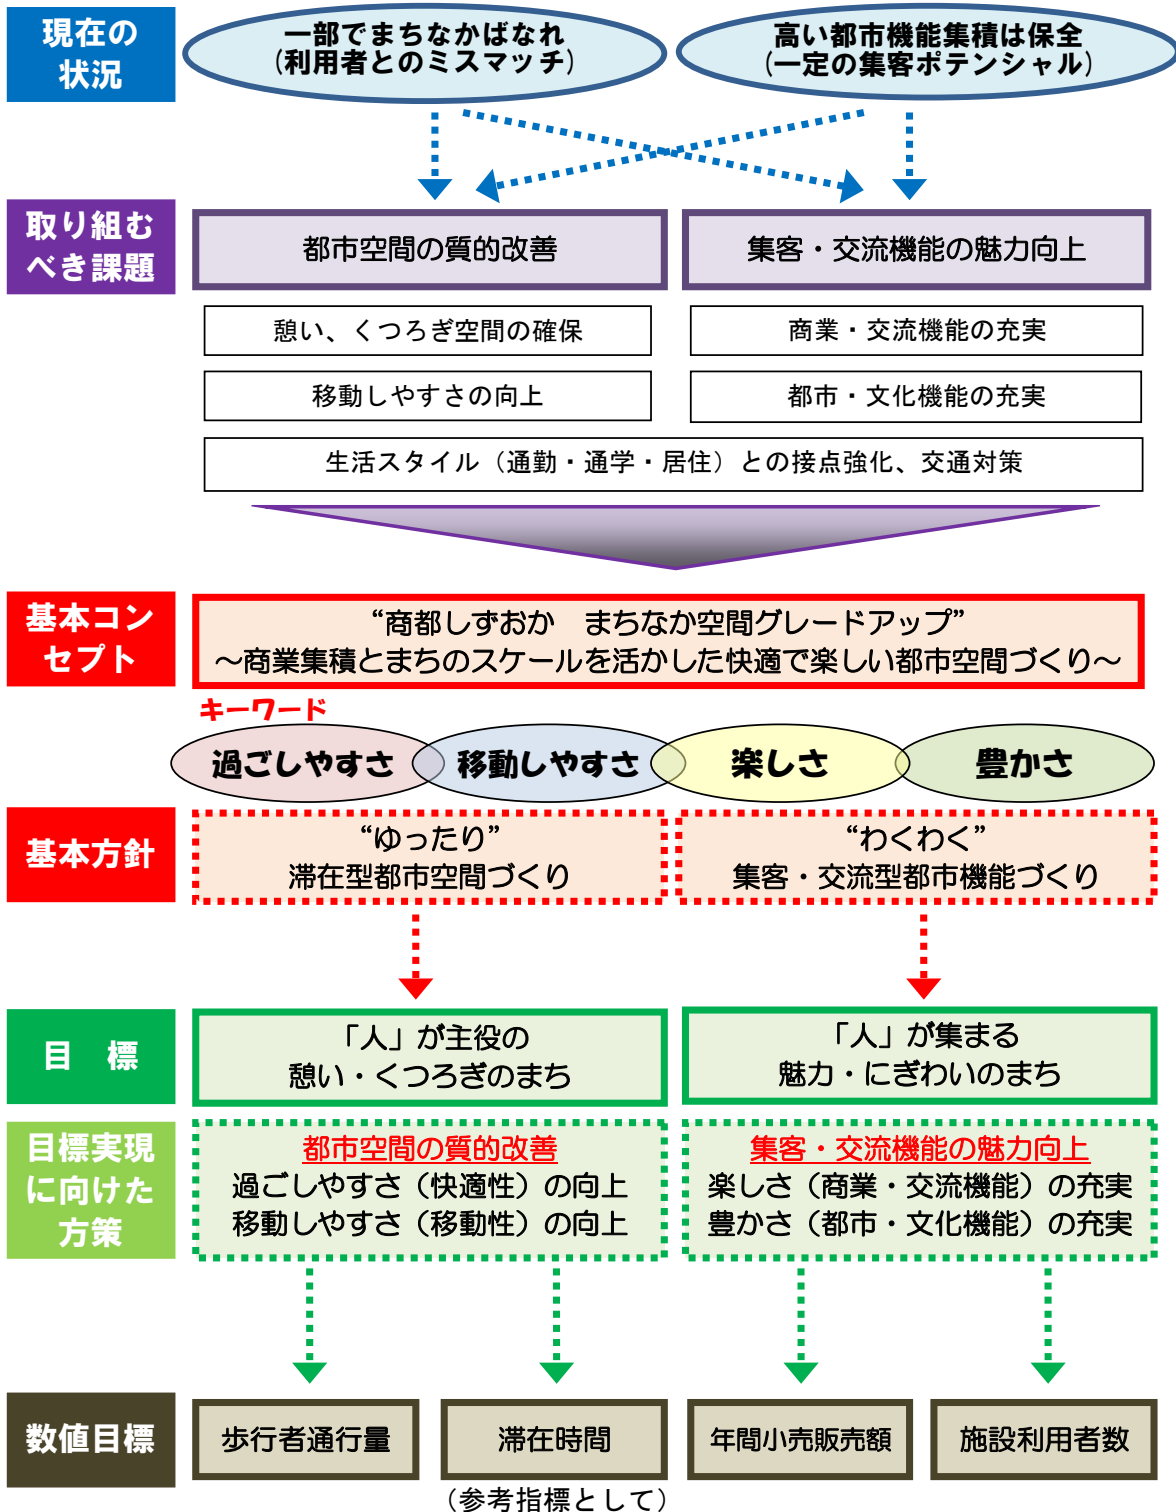 現在の
状況
一部でまちなかばなれ
(利用者とのミスマッチ)
高い都市機能集積は保全
(一定の集客ポテンシャル)
取り組む
べき課題
都市空間の質的改善
集客・交流機能の魅力向上
憩い、くつろぎ空間の確保
商業・交流機能の充実
移動しやすさの向上
都市・文化機能の充実
生活スタイル(通勤・通学・居住)との接点強化、交通対策
基本コン
セプト
“商都しずおか　まちなか空間グレードアップ”
～商業集積とまちのスケールを活かした快適で楽しい都市空間づくり～
キーワード
過ごしやすさ
移動しやすさ
楽しさ
豊かさ
基本方針
“ゆったり”
滞在型都市空間づくり
“わくわく”
集客・交流型都市機能づくり
目　標
「人」が主役の
憩い・くつろぎのまち
「人」が集まる
魅力・にぎわいのまち
目標実現
に向けた
方策
都市空間の質的改善
過ごしやすさ(快適性)の向上
移動しやすさ(移動性)の向上
集客・交流機能の魅力向上
楽しさ(商業・交流機能)の充実
豊かさ(都市・文化機能)の充実
数値目標
歩行者通行量
滞在時間
年間小売販売額
施設利用者数
(参考指標として)